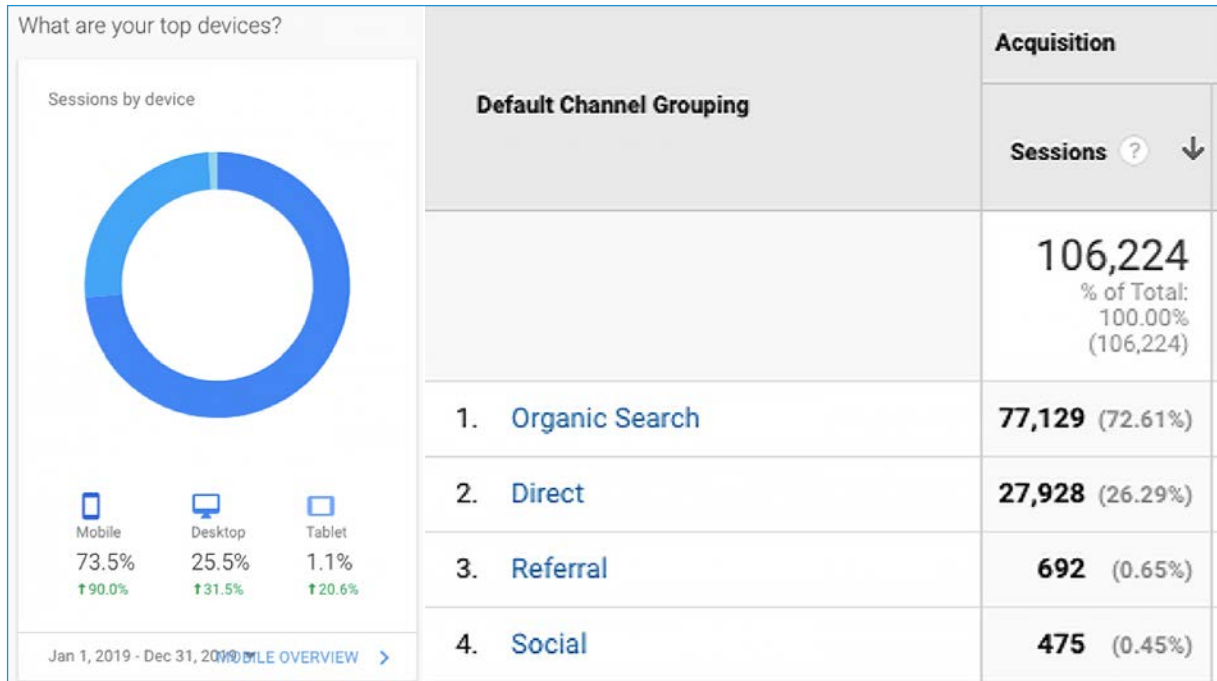 What are your top devices?
Sessions by device
Mobile
Desktop
Tablet
73.5%
25.5%
1.1%
↑90.0%
↑31.5%
↑20.6%
Jan 1, 2019 - Dec 31, 2019
MOBILE OVERVIEW >
Default Channel Grouping
Acquisition
Sessions ? ↓
106,224
% of Total:
100.00%
(106,224)
1. Organic Search 77,129 (72.61%)
2. Direct 27,928 (26.29%)
3. Referral 692 (0.65%)
4. Social 475 (0.45%)